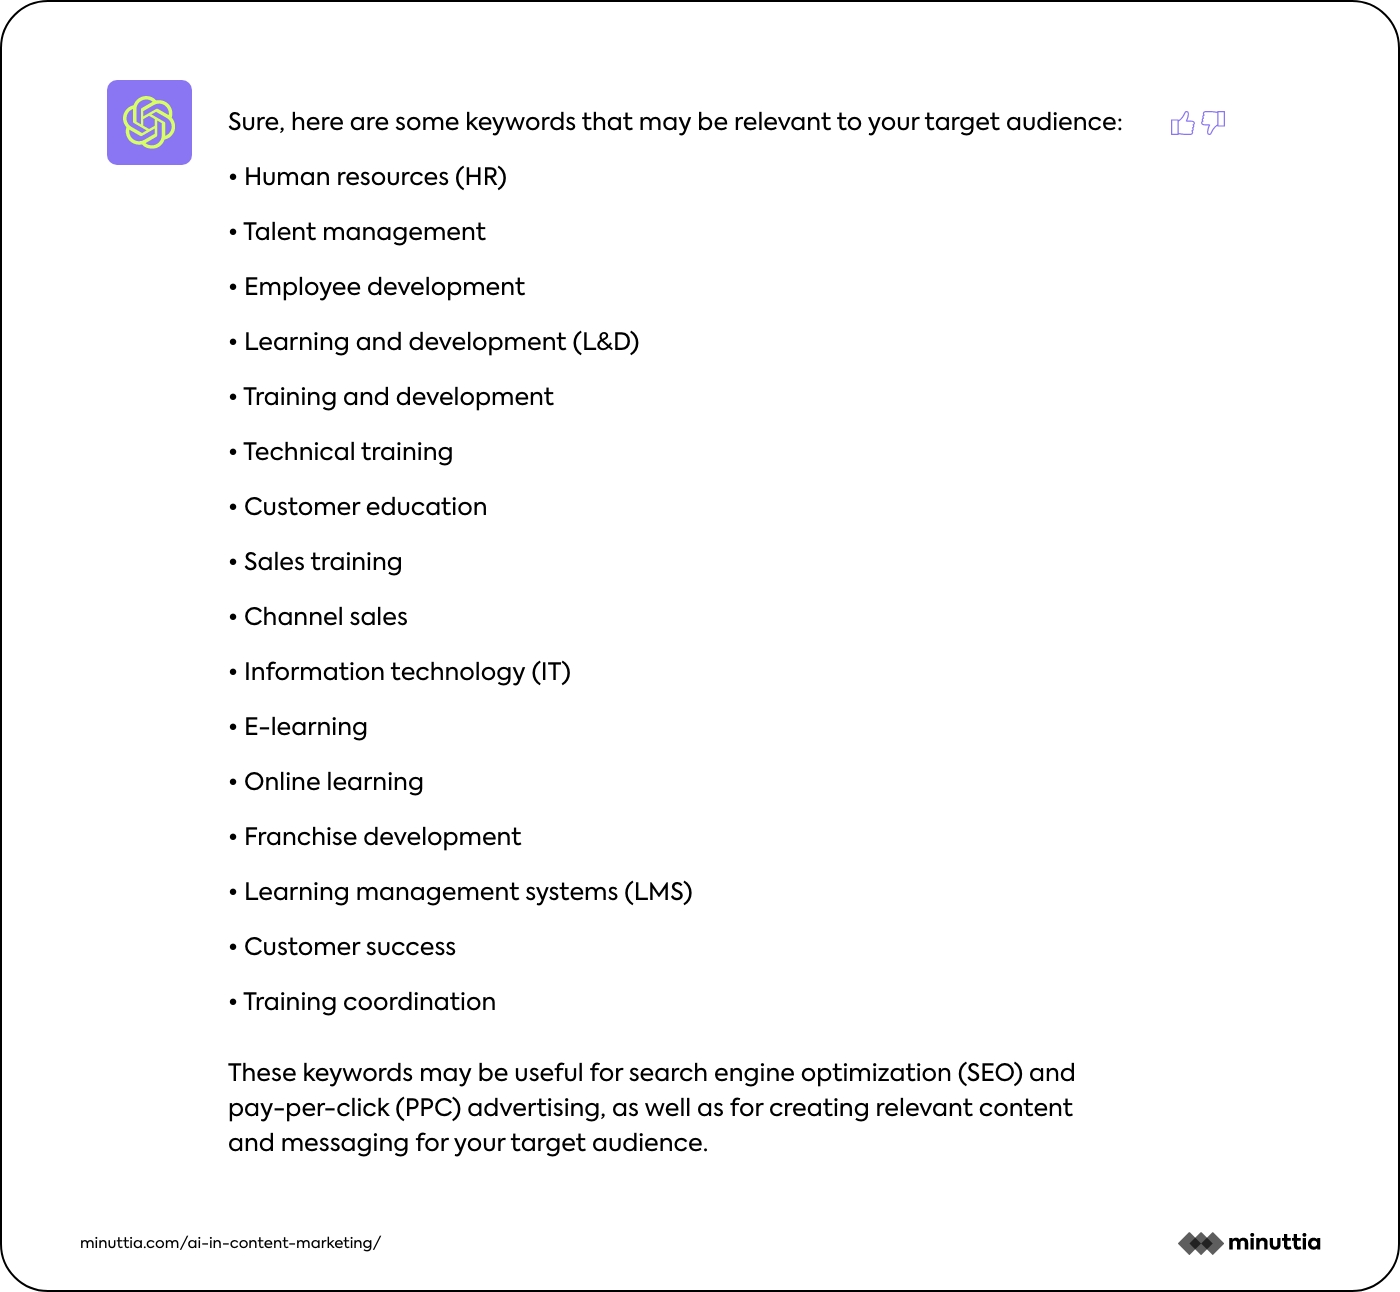 Sure, here are some keywords that may be relevant to your target audience:
• Human resources (HR)
• Talent management
• Employee development
• Learning and development (L&D)
• Training and development
• Technical training
• Customer education
• Sales training
• Channel sales
• Information technology (IT)
• E-learning
• Online learning
• Franchise development
• Learning management systems (LMS)
• Customer success
• Training coordination
These keywords may be useful for search engine optimization (SEO) and
pay-per-click (PPC) advertising, as well as for creating relevant content
and messaging for your target audience.
minuttia.com/ai-in-content-marketing/
minuttia